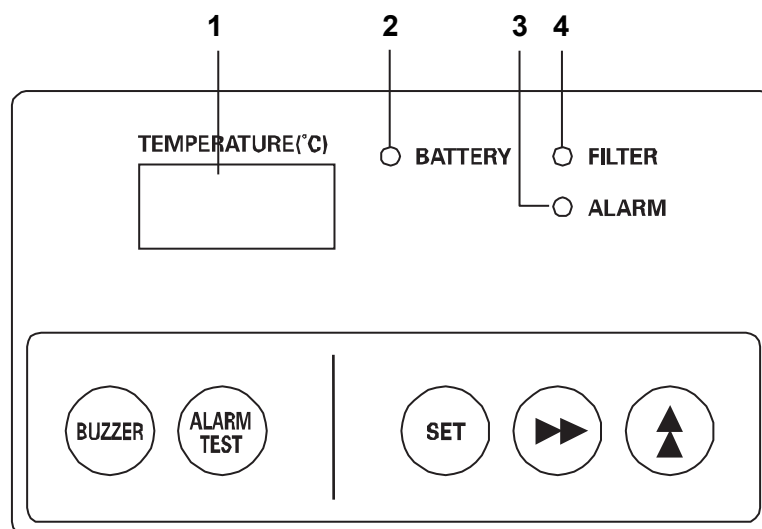 1 2 3 4
TEMPERATURE(°C)
BATTERY
FILTER
ALARM
BUZZER
ALARM
TEST
SET